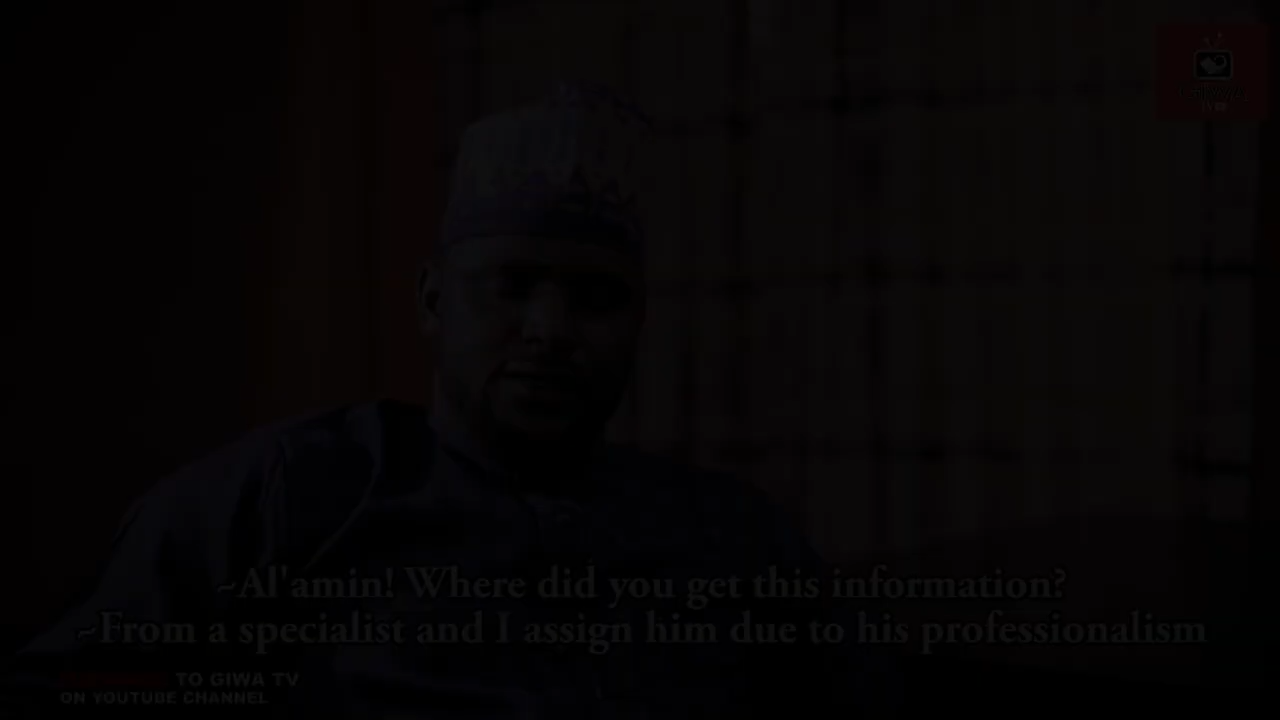 ~Al'amin! Where did you get this information?
~From a specialist and I assign him due to his professionalism
TO GIWA TV
ON YOUTUBE CHANNEL